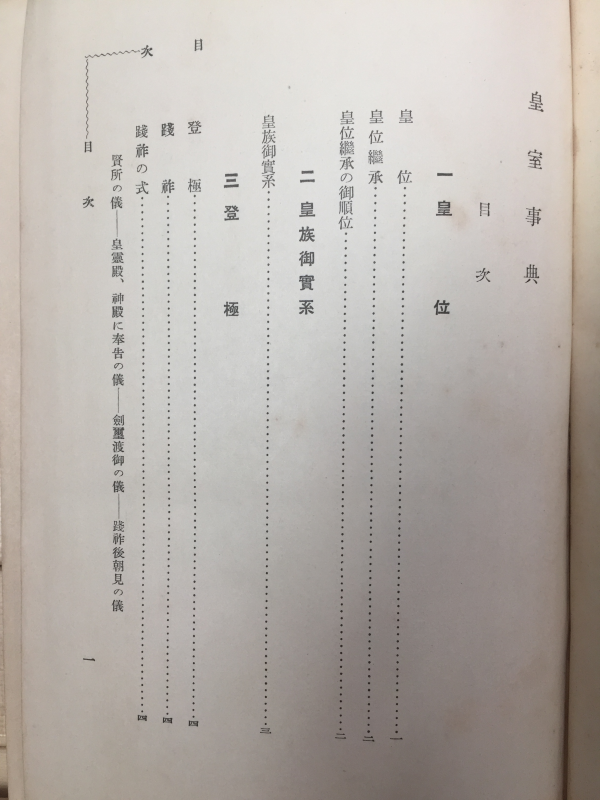 皇室事典
目次
一 皇位
皇位……一
皇位繼承……二
皇位繼承の御順位……二
二 皇族御實系
皇族御實系……三
三 登極
登極……四
踐祚……四
踐祚の式……四
賢所の儀——皇靈殿、神殿に奉告の儀——劍璽渡御の儀——踐祚後朝見の儀
目次
目次
一